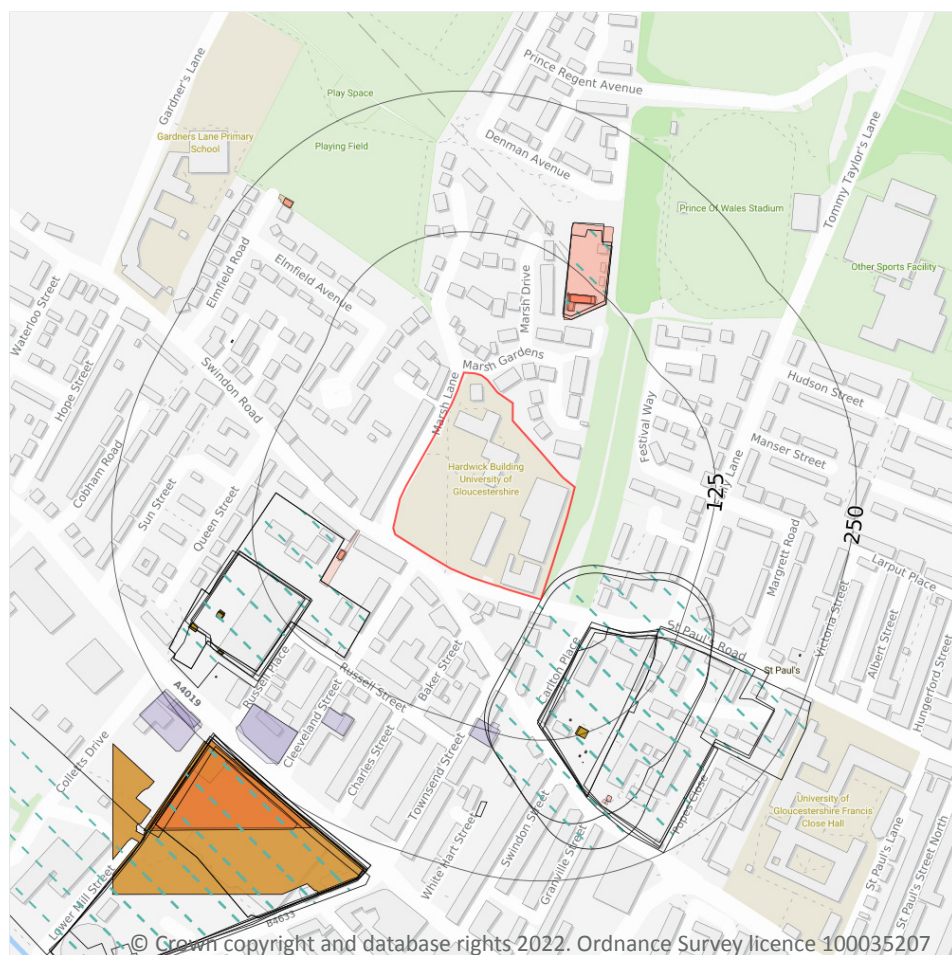 Prince Regent Avenue
Gardner's Lane
Play Space
Tommy Taylor's Lane
Gardners Lane Primary
School
Playing Field
Denman Avenue
Prince Of Wales Stadium
Elmfield Road
Elmfield Avenue
Other Sports Facility
Waterloo Street
Marsh Drive
Hope Street
Swindon Road
Marsh Gardens
Hudson Street
Marsh Lane
Festival Way
Cobham Road
Manser Street
Hardwick Building
University of
Gloucestershire
Sun Street
Queen Street
125
Lane
250
Margrett Road
Larput Place
Victoria Street
Albert Street
Hungerford Street
St Paul's Road
St Paul's
Carlton Place
Baker Street
Russell Place
Russell Street
A4019
Cleeveland Street
Charles Street
Townsend Street
Colletts Drive
Swindon Street
Popes Close
White Hart Street
Granville Street
University of
Gloucestershire Francis
Close Hall
St Paul's Lane
St Paul's Street North
Lower Mill Street
B4633
© Crown copyright and database rights 2022. Ordnance Survey licence 100035207